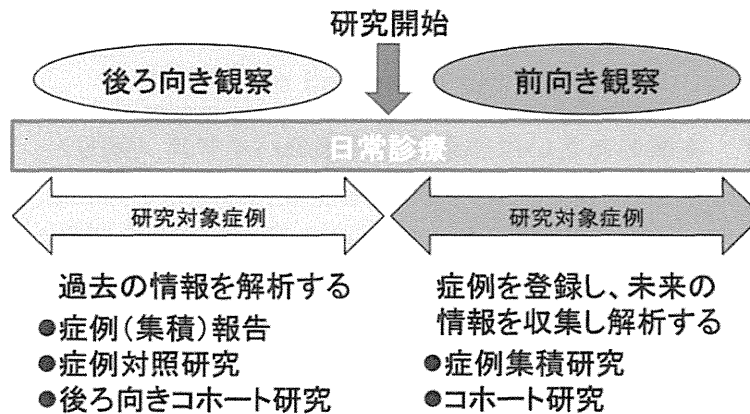 研究開始
後ろ向き観察
前向き観察
日常診療
研究対象症例
研究対象症例
過去の情報を解析する
●症例(集積)報告
●症例対照研究
●後ろ向きコホート研究
症例を登録し、未来の
情報を収集し解析する
●症例集積研究
●コホート研究